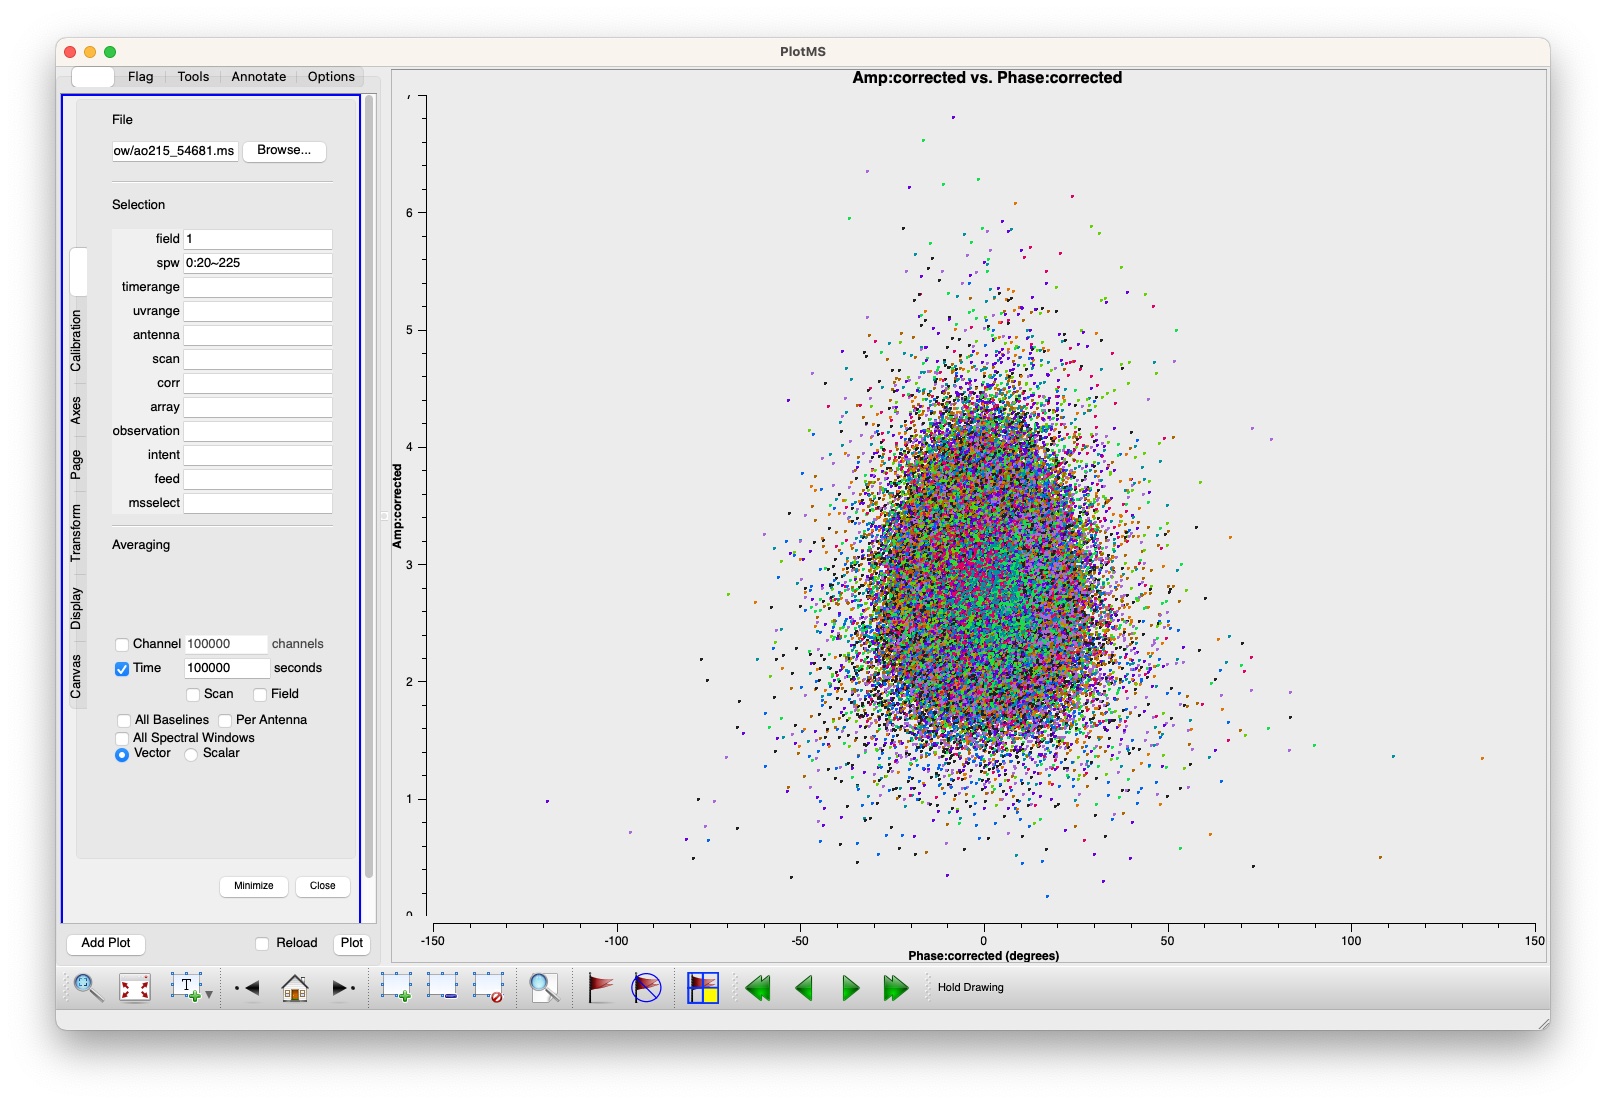 PlotMS
Flag Tools Annotate Options
File
ow/ao215_54681.ms Browse...
Selection
field 1
spw 0:20~225
timerange
uvrange
antenna
scan
corr
array
observation
intent
feed
msselect
Averaging
Channel 100000 channels
Time 100000 seconds
Scan Field
All Baselines Per Antenna
All Spectral Windows
Vector Scalar
Minimize Close
Add Plot Reload Plot
Calibration
Axes
Page
Transform
Display
Canvas
Amp:corrected vs. Phase:corrected
Amp:corrected
7
6
5
4
3
2
1
0
-150 -100 -50 0 50 100 150
Phase:corrected (degrees)
T
Hold Drawing